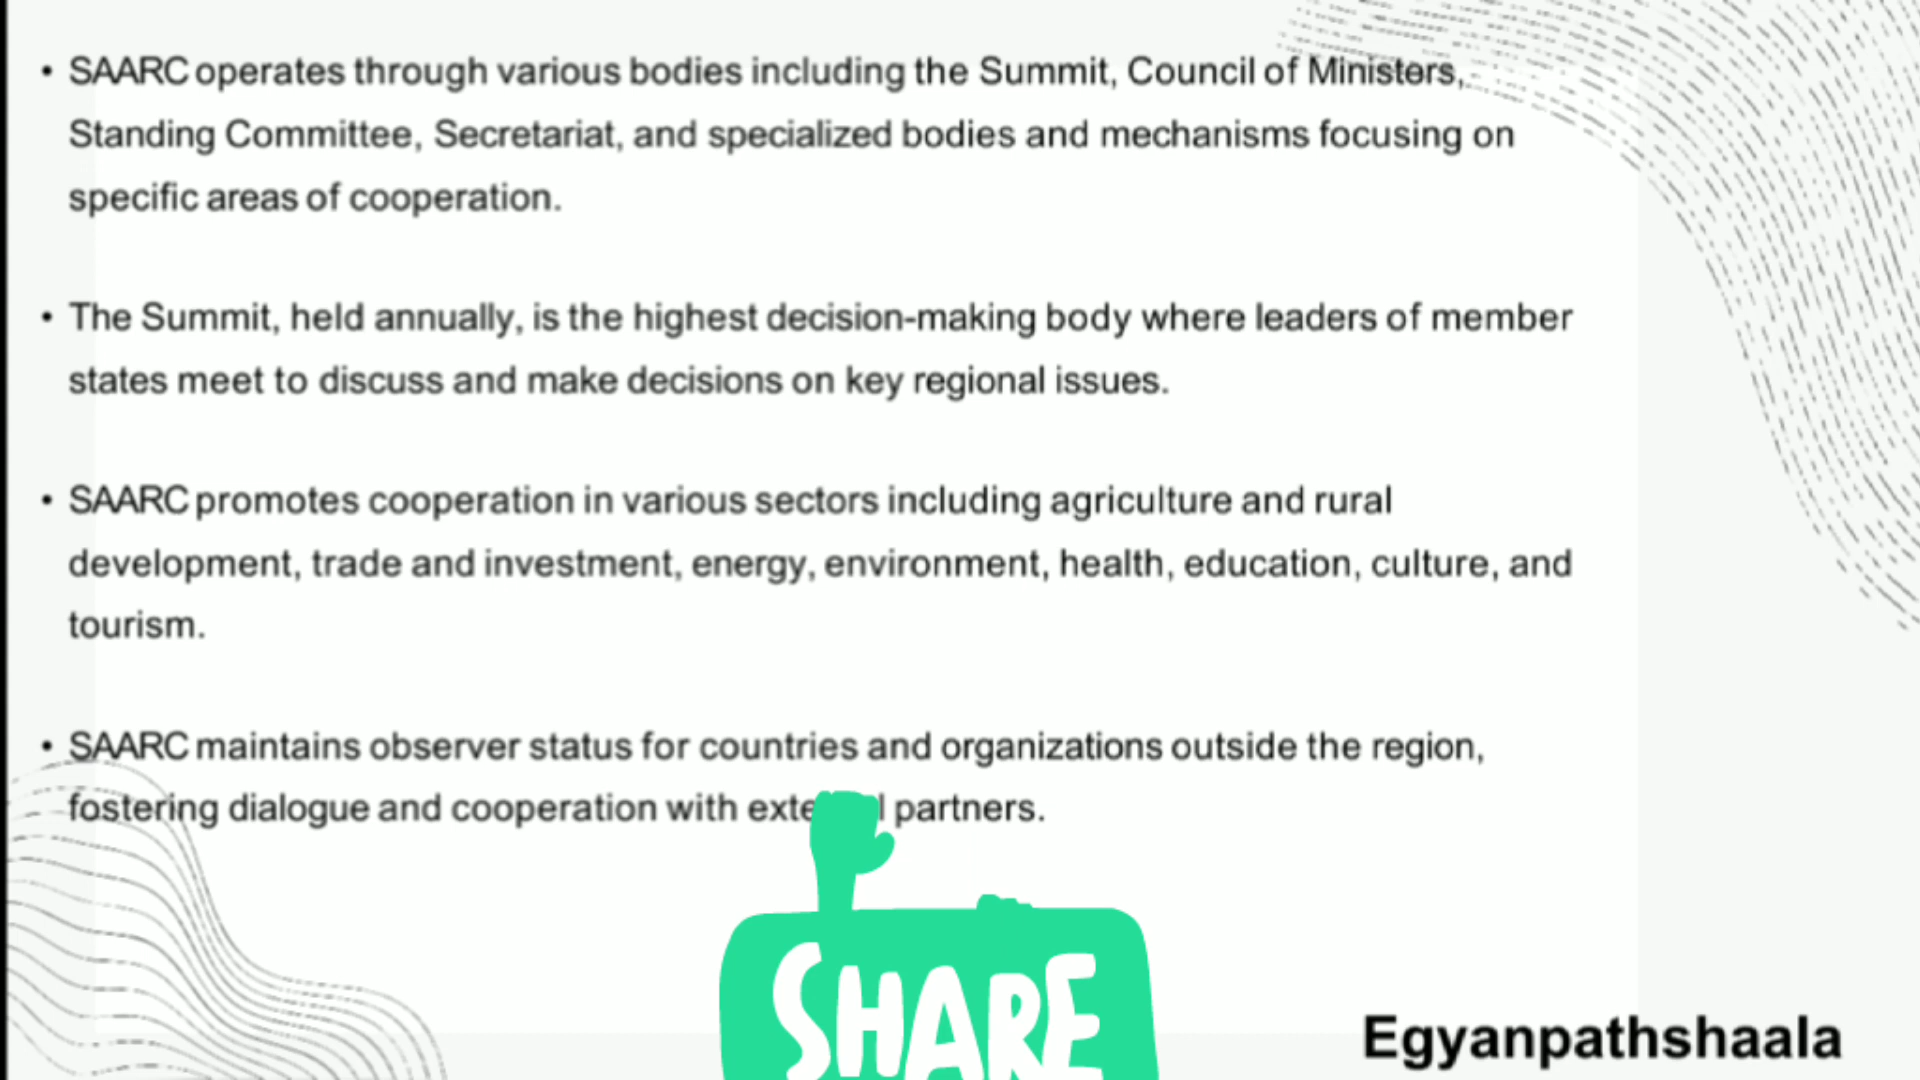 • SAARC operates through various bodies including the Summit, Council of Ministers,
Standing Committee, Secretariat, and specialized bodies and mechanisms focusing on
specific areas of cooperation.
• The Summit, held annually, is the highest decision-making body where leaders of member
states meet to discuss and make decisions on key regional issues.
• SAARC promotes cooperation in various sectors including agriculture and rural
development, trade and investment, energy, environment, health, education, culture, and
tourism.
• SAARC maintains observer status for countries and organizations outside the region,
fostering dialogue and cooperation with partners.
SHARE
Egyanpathshaala